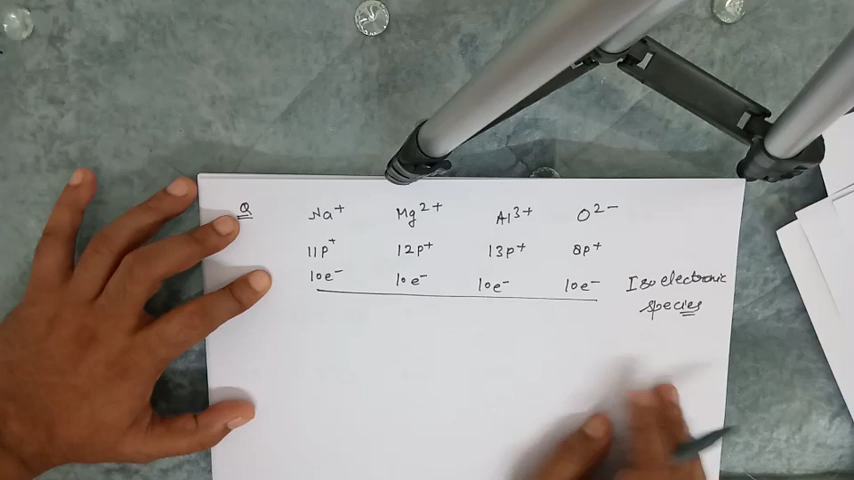 Q Na⁺ Mg²⁺ Al³⁺ O²⁻
11p⁺ 12p⁺ 13p⁺ 8p⁺
10e⁻ 10e⁻ 10e⁻ 10e⁻ Isoelectronic
species